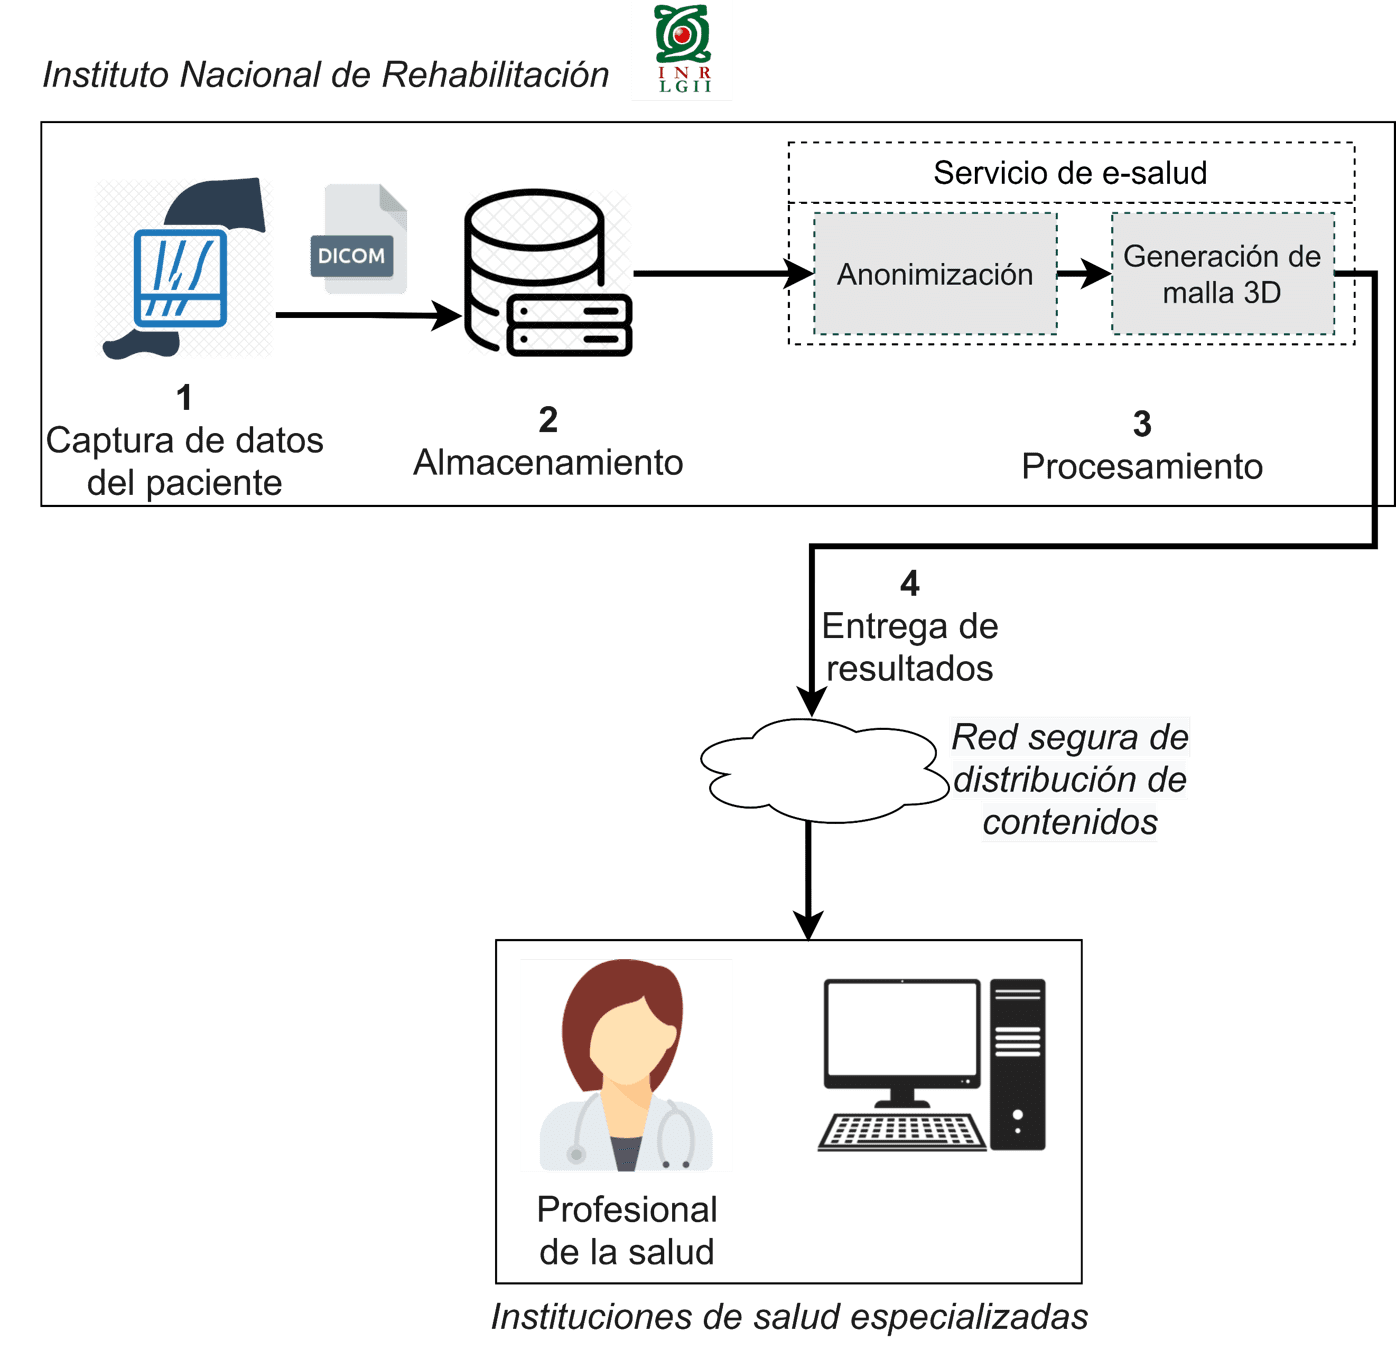 Instituto Nacional de Rehabilitación
I N R
LGII
Servicio de e-salud
DICOM
Anonimización
Generación de
malla 3D
1
Captura de datos
del paciente
2
Almacenamiento
3
Procesamiento
4
Entrega de
resultados
Red segura de
distribución de
contenidos
Profesional
de la salud
Instituciones de salud especializadas